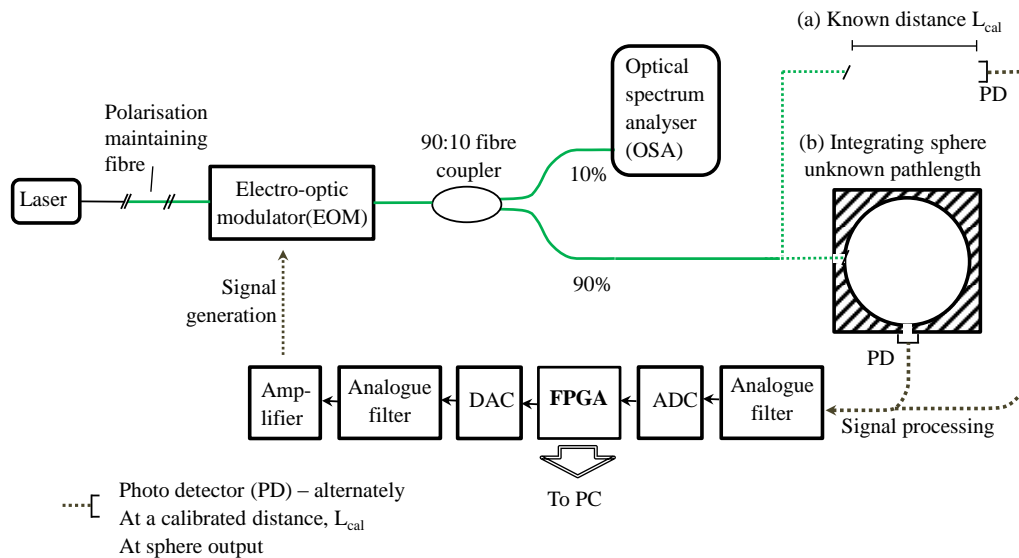 (a) Known distance L_cal
PD
Optical
spectrum
analyser
(OSA)
Polarisation
maintaining
fibre
90:10 fibre
coupler
10%
(b) Integrating sphere
unknown pathlength
Laser
Electro-optic
modulator(EOM)
90%
Signal
generation
PD
Amp-
lifier
Analogue
filter
DAC
FPGA
ADC
Analogue
filter
Signal processing
To PC
Photo detector (PD) – alternately
At a calibrated distance, L_cal
At sphere output